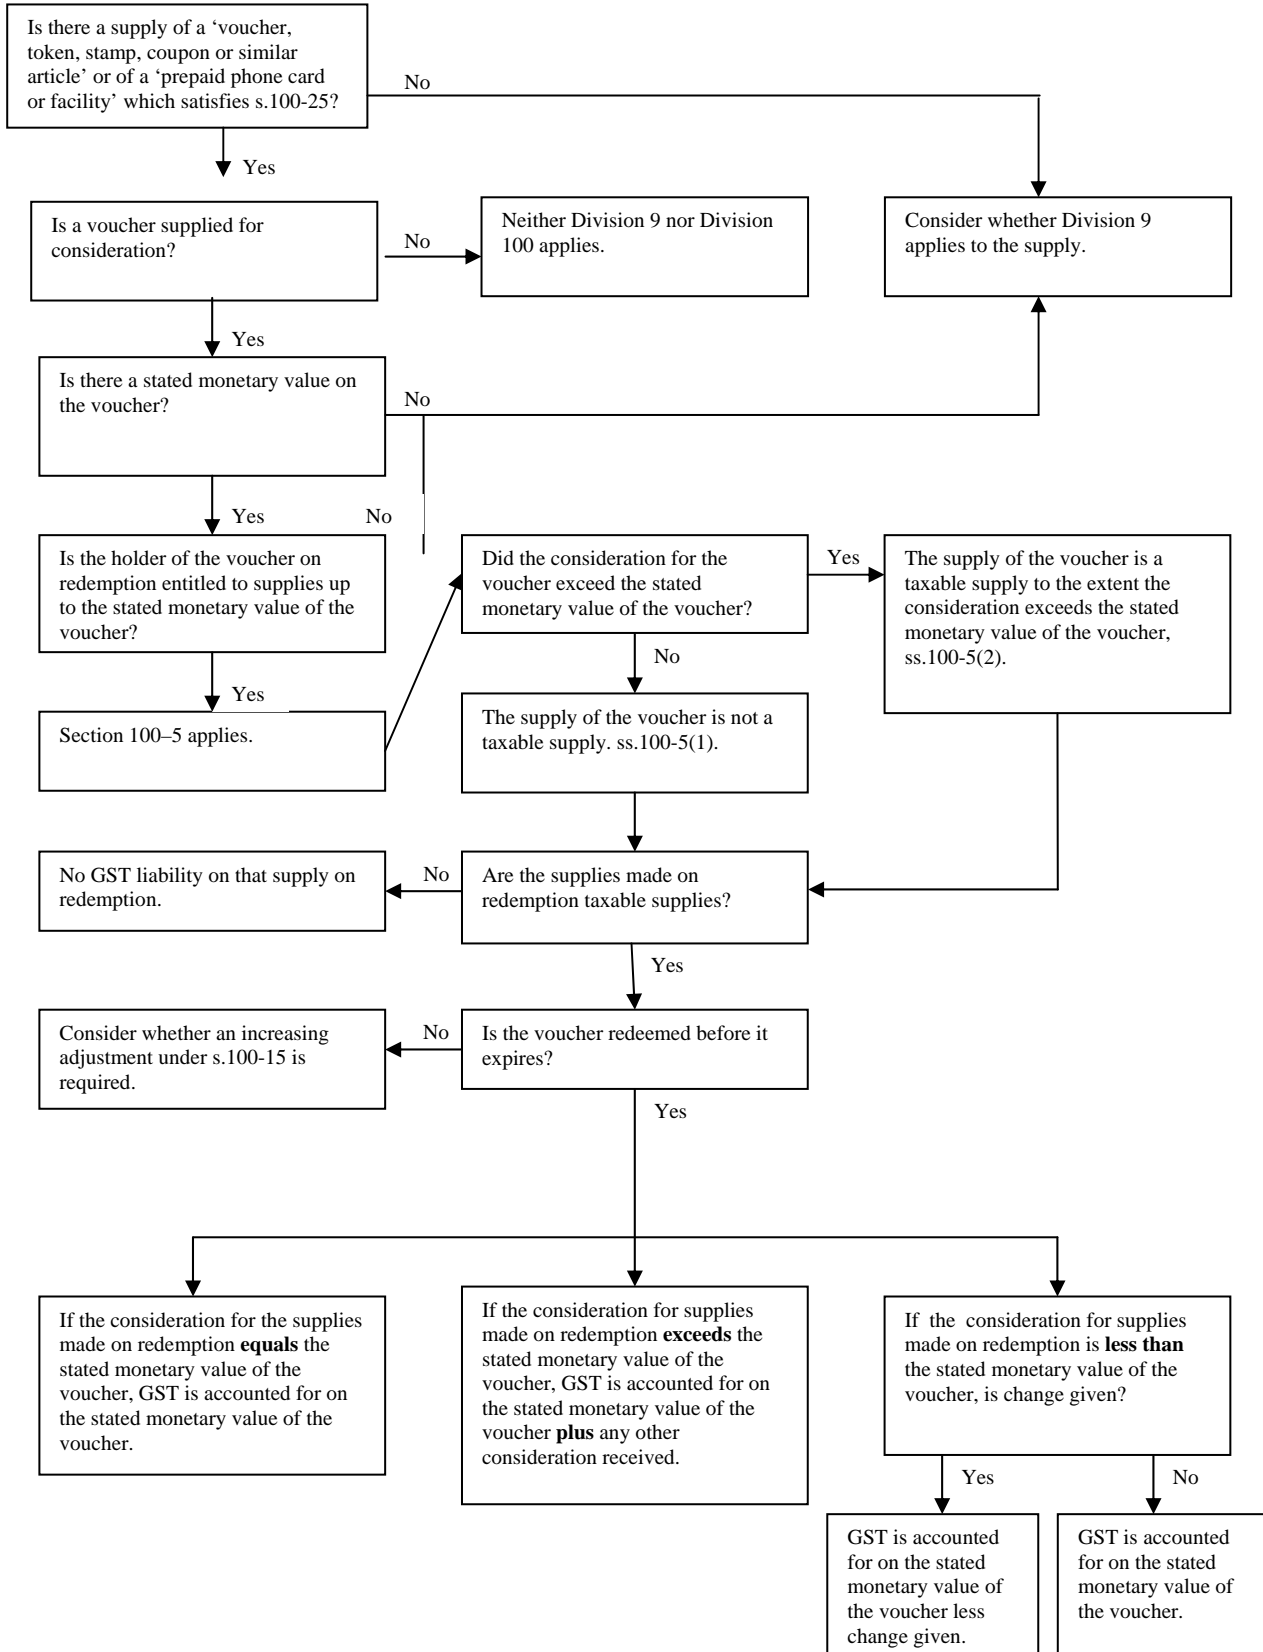 Is there a supply of a ‘voucher,
token, stamp, coupon or similar
article’ or of a ‘prepaid phone card
or facility’ which satisfies s.100-25?
No
Yes
Is a voucher supplied for
consideration?
No
Neither Division 9 nor Division
100 applies.
Consider whether Division 9
applies to the supply.
Yes
Is there a stated monetary value on
the voucher?
No
Yes
No
Is the holder of the voucher on
redemption entitled to supplies up
to the stated monetary value of the
voucher?
Did the consideration for the
voucher exceed the stated
monetary value of the voucher?
Yes
The supply of the voucher is a
taxable supply to the extent the
consideration exceeds the stated
monetary value of the voucher,
ss.100-5(2).
No
Yes
Section 100–5 applies.
The supply of the voucher is not a
taxable supply. ss.100-5(1).
No GST liability on that supply on
redemption.
No
Are the supplies made on
redemption taxable supplies?
Yes
Consider whether an increasing
adjustment under s.100-15 is
required.
No
Is the voucher redeemed before it
expires?
Yes
If the consideration for the supplies
made on redemption equals the
stated monetary value of the
voucher, GST is accounted for on
the stated monetary value of the
voucher.
If the consideration for supplies
made on redemption exceeds the
stated monetary value of the
voucher, GST is accounted for on
the stated monetary value of the
voucher plus any other
consideration received.
If the consideration for supplies
made on redemption is less than
the stated monetary value of the
voucher, is change given?
Yes
No
GST is accounted
for on the stated
monetary value of
the voucher less
change given.
GST is accounted
for on the stated
monetary value of
the voucher.